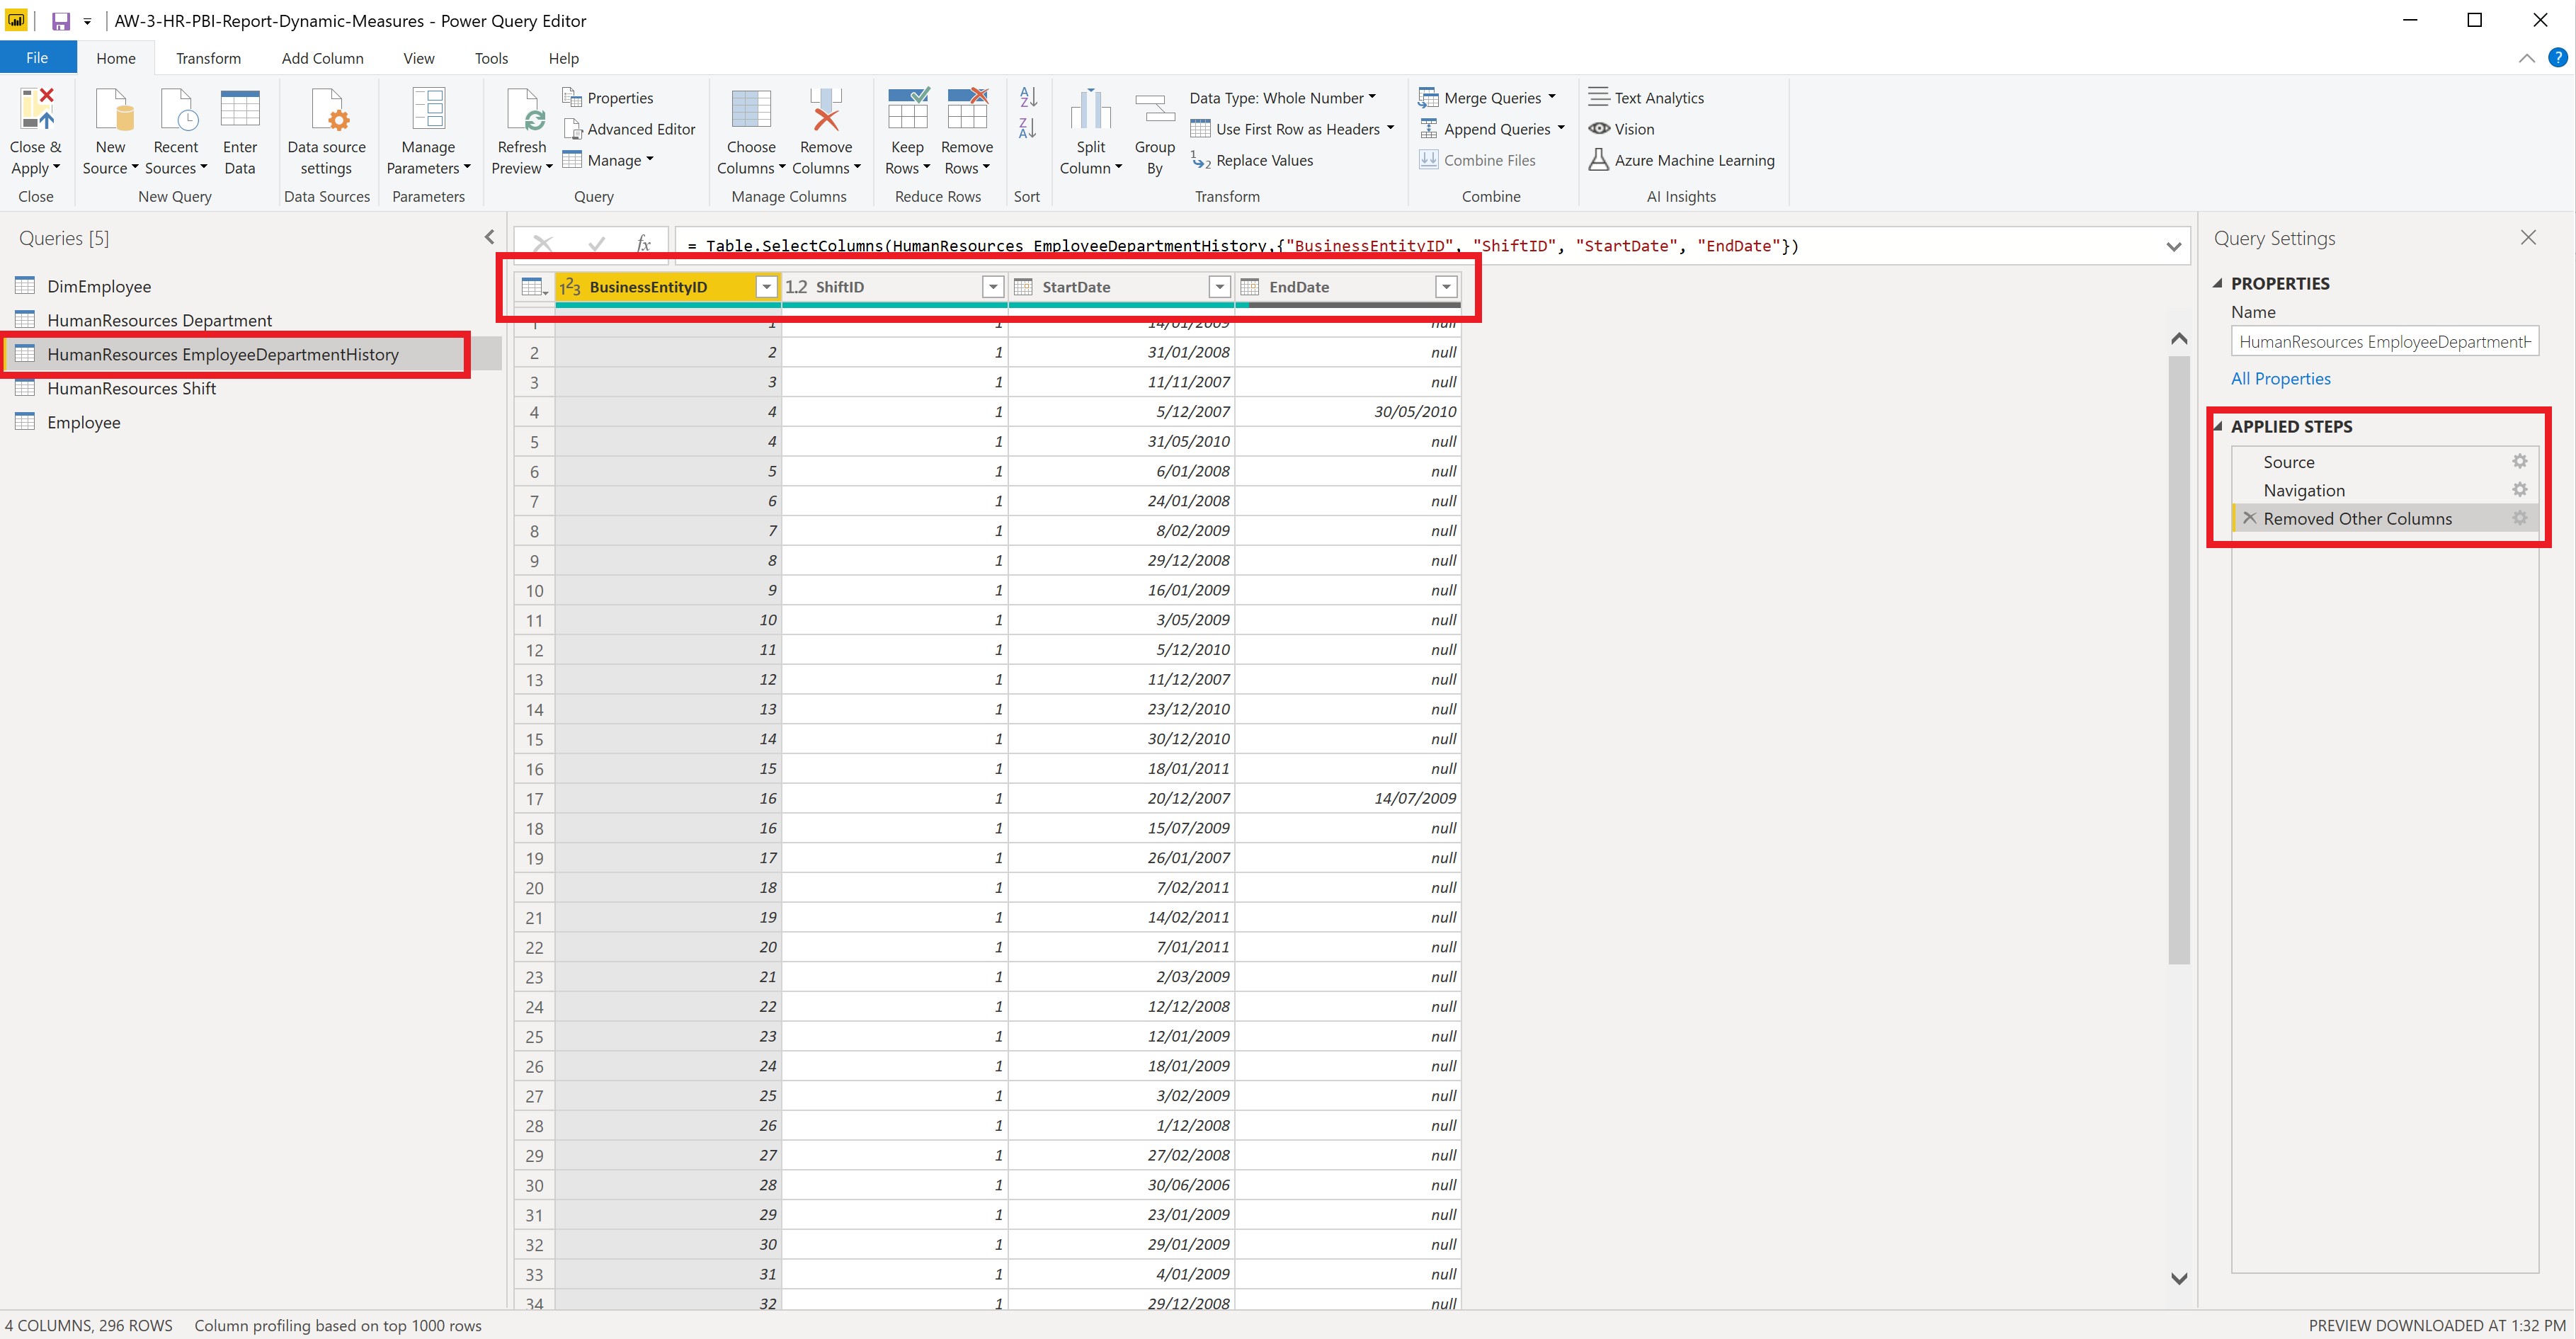 AW-3-HR-PBI-Report-Dynamic-Measures - Power Query Editor
File Home Transform Add Column View Tools Help
Close & Apply
New Source
Recent Sources
Enter Data
Data source settings
Manage Parameters
Refresh Preview
Properties
Advanced Editor
Manage
Choose Columns
Remove Columns
Keep Rows
Remove Rows
Split Column
Group By
Data Type: Whole Number
Use First Row as Headers
Replace Values
Merge Queries
Append Queries
Combine Files
Text Analytics
Vision
Azure Machine Learning
Close New Query Data Sources Parameters Query Manage Columns Reduce Rows Sort Transform Combine AI Insights
Queries [5]
DimEmployee
HumanResources Department
HumanResources EmployeeDepartmentHistory
HumanResources Shift
Employee
fx = Table.SelectColumns(HumanResources_EmployeeDepartmentHistory,{"BusinessEntityID", "ShiftID", "StartDate", "EndDate"})
1²3 BusinessEntityID 1.2 ShiftID StartDate EndDate
1 1 1 14/01/2009 null
2 2 1 31/01/2008 null
3 3 1 11/11/2007 null
4 4 1 5/12/2007 30/05/2010
5 4 1 31/05/2010 null
6 5 1 6/01/2008 null
7 6 1 24/01/2008 null
8 7 1 8/02/2009 null
9 8 1 29/12/2008 null
10 9 1 16/01/2009 null
11 10 1 3/05/2009 null
12 11 1 5/12/2010 null
13 12 1 11/12/2007 null
14 13 1 23/12/2010 null
15 14 1 30/12/2010 null
16 15 1 18/01/2011 null
17 16 1 20/12/2007 14/07/2009
18 16 1 15/07/2009 null
19 17 1 26/01/2007 null
20 18 1 7/02/2011 null
21 19 1 14/02/2011 null
22 20 1 7/01/2011 null
23 21 1 2/03/2009 null
24 22 1 12/12/2008 null
25 23 1 12/01/2009 null
26 24 1 18/01/2009 null
27 25 1 3/02/2009 null
28 26 1 1/12/2008 null
29 27 1 27/02/2008 null
30 28 1 30/06/2006 null
31 29 1 23/01/2009 null
32 30 1 29/01/2009 null
33 31 1 4/01/2009 null
34 32 1 29/12/2008 null
Query Settings
PROPERTIES
Name
HumanResources EmployeeDepartmentH
All Properties
APPLIED STEPS
Source
Navigation
Removed Other Columns
4 COLUMNS, 296 ROWS Column profiling based on top 1000 rows
PREVIEW DOWNLOADED AT 1:32 PM